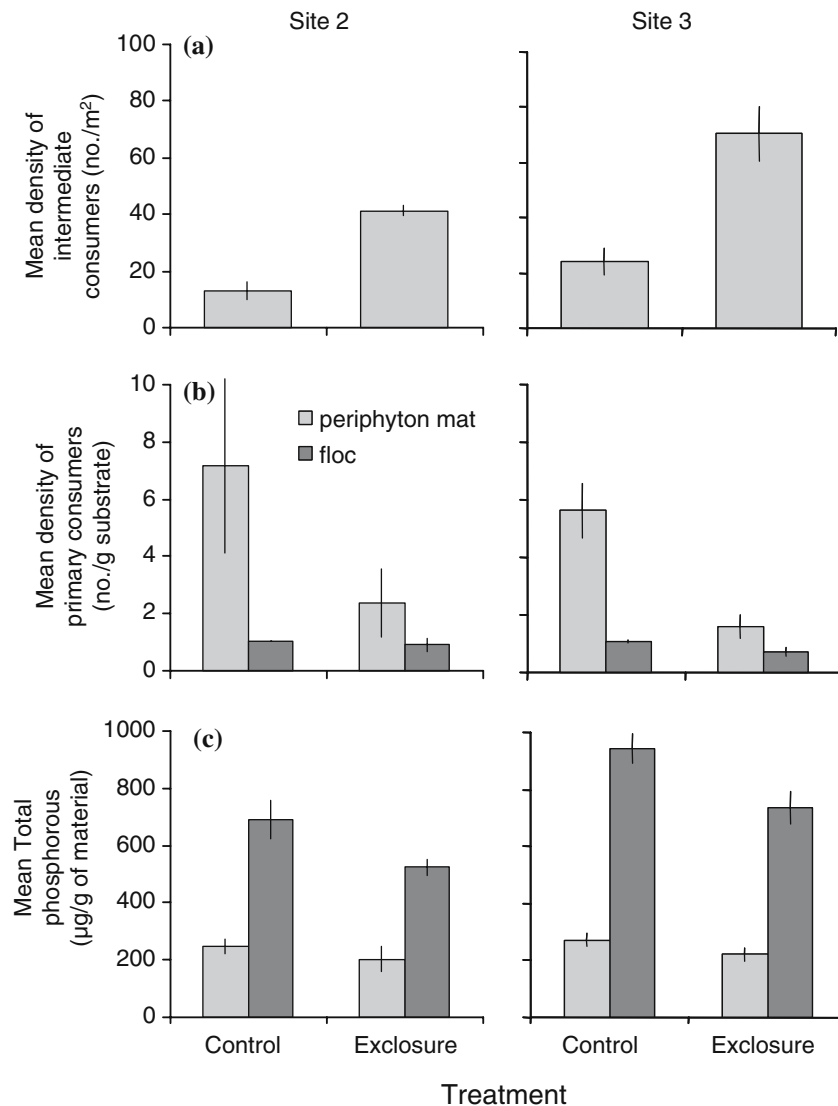 Site 2
Site 3
(a)
Mean density of
intermediate
consumers (no./m²)
100
80
60
40
20
0
(b)
periphyton mat
floc
Mean density of
primary consumers
(no./g substrate)
10
8
6
4
2
0
(c)
Mean Total
phosphorous
(µg/g of material)
1000
800
600
400
200
0
Control
Exclosure
Control
Exclosure
Treatment